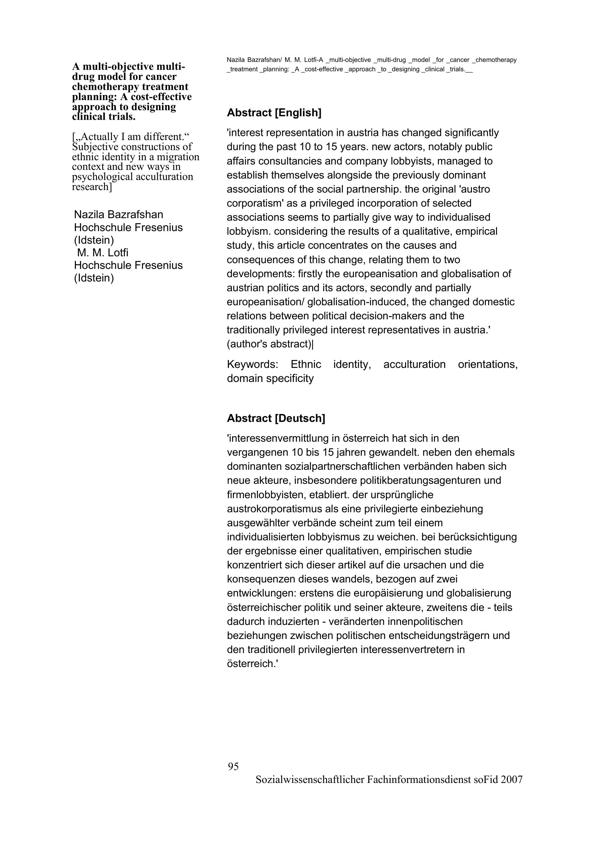 Nazila Bazrafshan/ M. M. Lotfi-A _multi-objective _multi-drug _model _for _cancer _chemotherapy
_treatment _planning: _A _cost-effective _approach _to _designing _clinical _trials.__
A multi-objective multi-
drug model for cancer
chemotherapy treatment
planning: A cost-effective
approach to designing
clinical trials.
[„Actually I am different.“
Subjective constructions of
ethnic identity in a migration
context and new ways in
psychological acculturation
research]
Nazila Bazrafshan
Hochschule Fresenius
(Idstein)
M. M. Lotfi
Hochschule Fresenius
(Idstein)
Abstract [English]
'interest representation in austria has changed significantly
during the past 10 to 15 years. new actors, notably public
affairs consultancies and company lobbyists, managed to
establish themselves alongside the previously dominant
associations of the social partnership. the original 'austro
corporatism' as a privileged incorporation of selected
associations seems to partially give way to individualised
lobbyism. considering the results of a qualitative, empirical
study, this article concentrates on the causes and
consequences of this change, relating them to two
developments: firstly the europeanisation and globalisation of
austrian politics and its actors, secondly and partially
europeanisation/ globalisation-induced, the changed domestic
relations between political decision-makers and the
traditionally privileged interest representatives in austria.'
(author's abstract)|
Keywords: Ethnic identity, acculturation orientations,
domain specificity
Abstract [Deutsch]
'interessenvermittlung in österreich hat sich in den
vergangenen 10 bis 15 jahren gewandelt. neben den ehemals
dominanten sozialpartnerschaftlichen verbänden haben sich
neue akteure, insbesondere politikberatungsagenturen und
firmenlobbyisten, etabliert. der ursprüngliche
austrokorporatismus als eine privilegierte einbeziehung
ausgewählter verbände scheint zum teil einem
individualisierten lobbyismus zu weichen. bei berücksichtigung
der ergebnisse einer qualitativen, empirischen studie
konzentriert sich dieser artikel auf die ursachen und die
konsequenzen dieses wandels, bezogen auf zwei
entwicklungen: erstens die europäisierung und globalisierung
österreichischer politik und seiner akteure, zweitens die - teils
dadurch induzierten - veränderten innenpolitischen
beziehungen zwischen politischen entscheidungsträgern und
den traditionell privilegierten interessenvertretern in
österreich.'
95
Sozialwissenschaftlicher Fachinformationsdienst soFid 2007